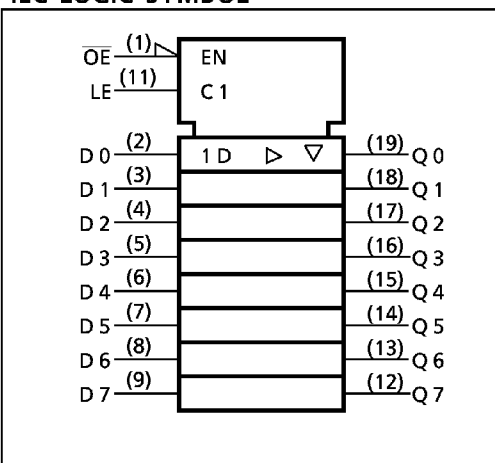 IEC LOGIC SYMBOL
OE (1) EN
LE (11) C1
D0 (2) 1D (19) Q0
D1 (3) (18) Q1
D2 (4) (17) Q2
D3 (5) (16) Q3
D4 (6) (15) Q4
D5 (7) (14) Q5
D6 (8) (13) Q6
D7 (9) (12) Q7